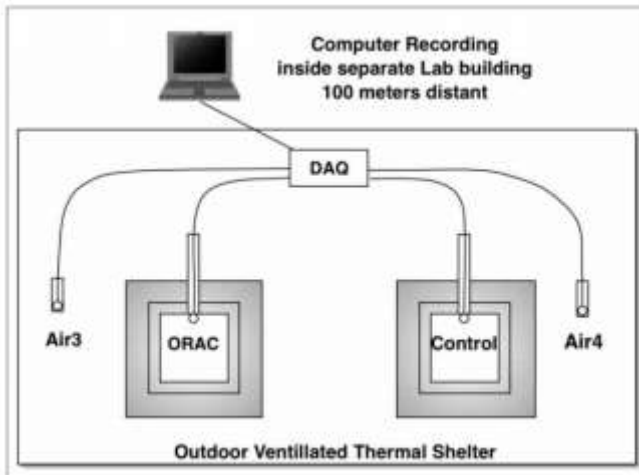 Computer Recording
inside separate Lab building
100 meters distant
DAQ
Air3
ORAC
Control
Air4
Outdoor Ventillated Thermal Shelter